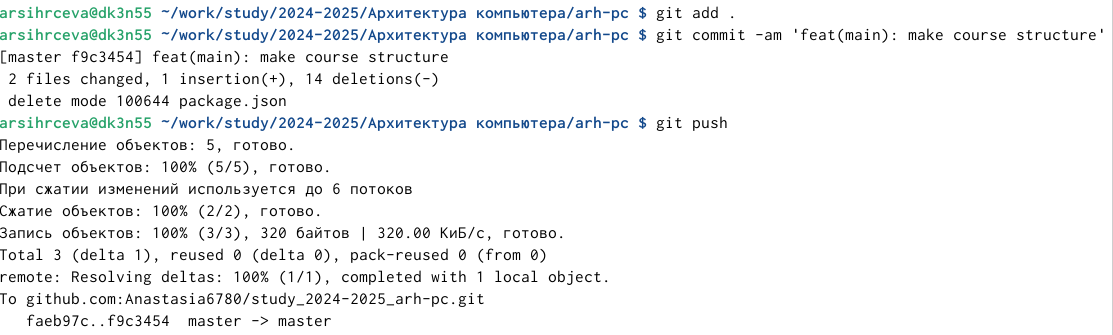 arsihrceva@dk3n55 ~/work/study/2024-2025/Архитектура компьютера/arh-pc $ git add .
arsihrceva@dk3n55 ~/work/study/2024-2025/Архитектура компьютера/arh-pc $ git commit -am 'feat(main): make course structure'
[master f9c3454] feat(main): make course structure
 2 files changed, 1 insertion(+), 14 deletions(-)
 delete mode 100644 package.json
arsihrceva@dk3n55 ~/work/study/2024-2025/Архитектура компьютера/arh-pc $ git push
Перечисление объектов: 5, готово.
Подсчет объектов: 100% (5/5), готово.
При сжатии изменений используется до 6 потоков
Сжатие объектов: 100% (2/2), готово.
Запись объектов: 100% (3/3), 320 байтов | 320.00 КиБ/с, готово.
Total 3 (delta 1), reused 0 (delta 0), pack-reused 0 (from 0)
remote: Resolving deltas: 100% (1/1), completed with 1 local object.
To github.com:Anastasia6780/study_2024-2025_arh-pc.git
   faeb97c..f9c3454  master -> master